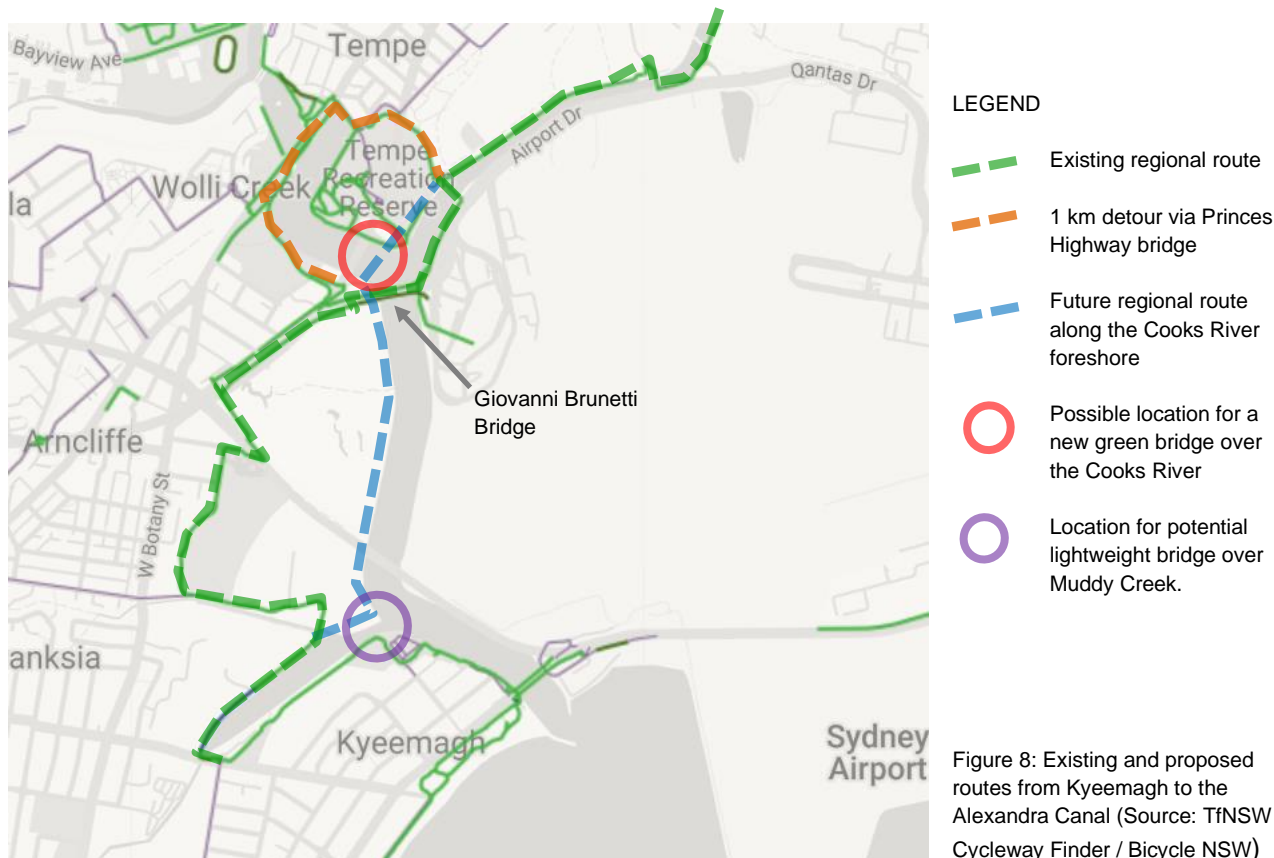 Bayview Ave
Tempe
Qantas Dr
Airport Dr
Tempe
Recreation
Reserve
Wolli Creek
la
Giovanni Brunetti
Bridge
Arncliffe
W Botany St
anksia
Kyeemagh
Sydney
Airport
LEGEND
Existing regional route
1 km detour via Princes
Highway bridge
Future regional route
along the Cooks River
foreshore
Possible location for a
new green bridge over
the Cooks River
Location for potential
lightweight bridge over
Muddy Creek.
Figure 8: Existing and proposed
routes from Kyeemagh to the
Alexandra Canal (Source: TfNSW
Cycleway Finder / Bicycle NSW)